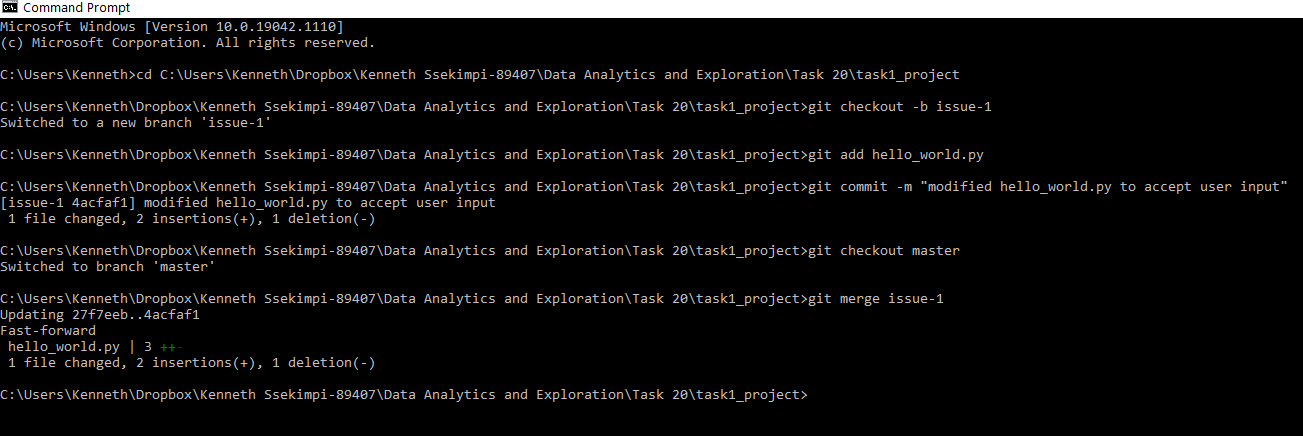 Command Prompt
Microsoft Windows [Version 10.0.19042.1110]
(c) Microsoft Corporation. All rights reserved.
C:\Users\Kenneth>cd C:\Users\Kenneth\Dropbox\Kenneth Ssekimpi-89407\Data Analytics and Exploration\Task 20\task1_project
C:\Users\Kenneth\Dropbox\Kenneth Ssekimpi-89407\Data Analytics and Exploration\Task 20\task1_project>git checkout -b issue-1
Switched to a new branch 'issue-1'
C:\Users\Kenneth\Dropbox\Kenneth Ssekimpi-89407\Data Analytics and Exploration\Task 20\task1_project>git add hello_world.py
C:\Users\Kenneth\Dropbox\Kenneth Ssekimpi-89407\Data Analytics and Exploration\Task 20\task1_project>git commit -m "modified hello_world.py to accept user input"
[issue-1 4acfaf1] modified hello_world.py to accept user input
 1 file changed, 2 insertions(+), 1 deletion(-)
C:\Users\Kenneth\Dropbox\Kenneth Ssekimpi-89407\Data Analytics and Exploration\Task 20\task1_project>git checkout master
Switched to branch 'master'
C:\Users\Kenneth\Dropbox\Kenneth Ssekimpi-89407\Data Analytics and Exploration\Task 20\task1_project>git merge issue-1
Updating 27f7eeb..4acfaf1
Fast-forward
 hello_world.py | 3 ++-
 1 file changed, 2 insertions(+), 1 deletion(-)
C:\Users\Kenneth\Dropbox\Kenneth Ssekimpi-89407\Data Analytics and Exploration\Task 20\task1_project>